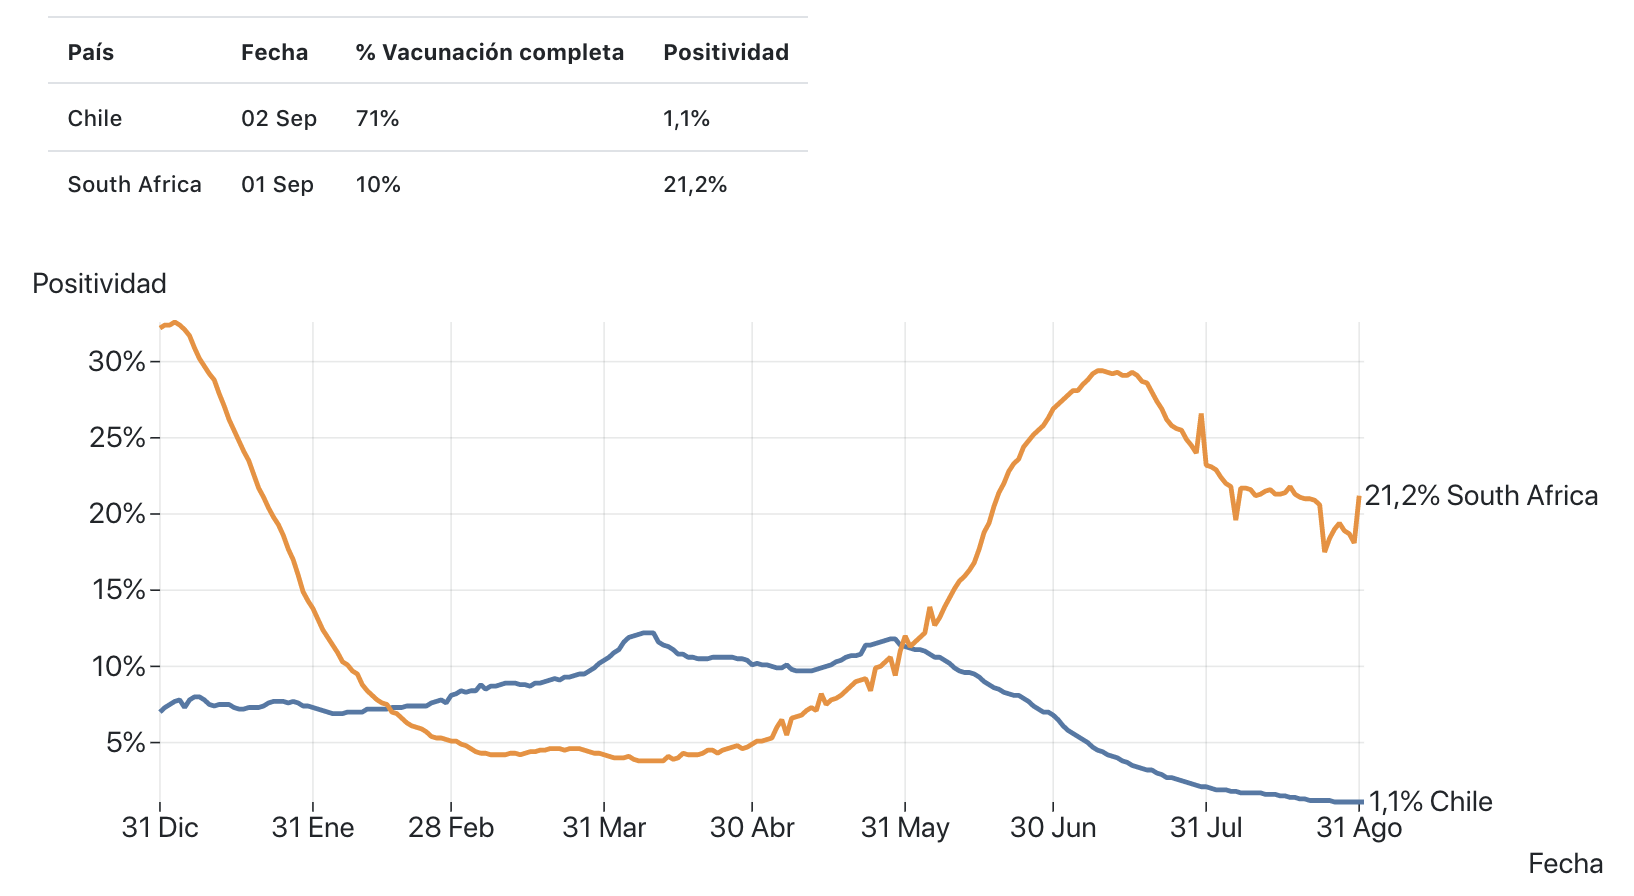 País Fecha % Vacunación completa Positividad
Chile 02 Sep 71% 1,1%
South Africa 01 Sep 10% 21,2%
Positividad
30%
25%
21,2% South Africa
20%
15%
10%
5%
1,1% Chile
31 Dic 31 Ene 28 Feb 31 Mar 30 Abr 31 May 30 Jun 31 Jul 31 Ago
Fecha